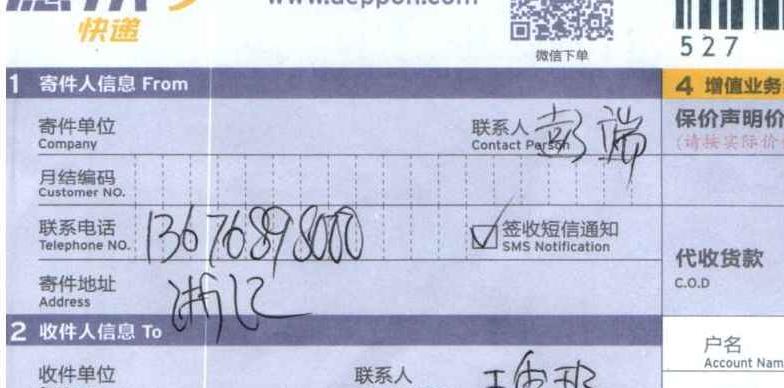 www.deppon.com
快递
微信下单
527
1 寄件人信息 From
4 增值业务
寄件单位 联系人 彭端
Company Contact Person
保价声明价
(请按实际价
月结编码
Customer NO.
联系电话 13676898000 签收短信通知
Telephone NO. SMS Notification
代收货款
C.O.D
寄件地址 浙江
Address
2 收件人信息 To
户名
Account Nam
收件单位 联系人